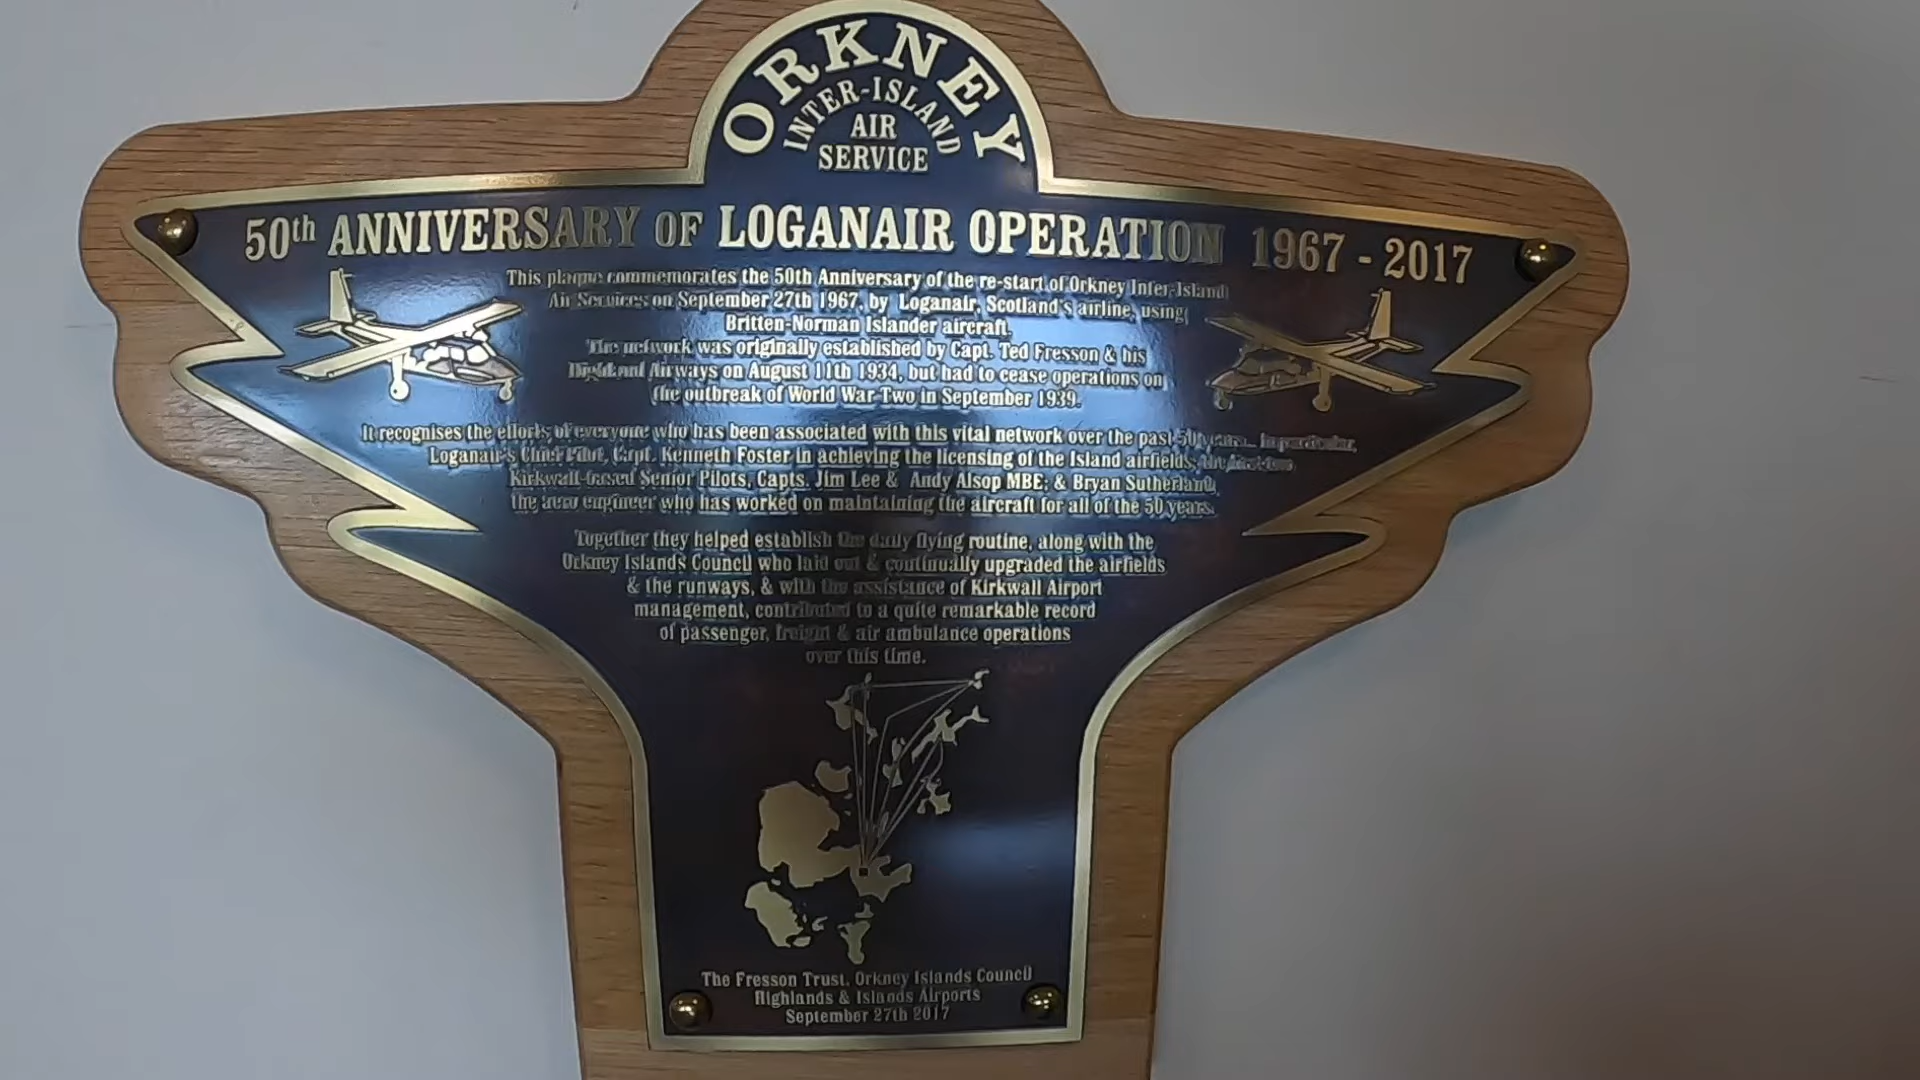 ORKNEY
INTER-ISLAND
AIR
SERVICE
50th ANNIVERSARY OF LOGANAIR OPERATION 1967 - 2017
This plaque commemorates the 50th Anniversary of the re-start of Orkney Inter-Island
Air Services on September 27th 1967, by Loganair, Scotland's airline, using
Britten-Norman Islander aircraft.
The network was originally established by Capt. Ted Fresson & his
Highland Airways on August 11th 1934, but had to cease operations on
the outbreak of World War Two in September 1939.
It recognises the efforts of everyone who has been associated with this vital network over the past 50 years... In particular,
Loganair's Chief Pilot, Capt. Kenneth Foster in achieving the licensing of the Island airfields; the
Kirkwall-based Senior Pilots, Capts. Jim Lee & Andy Alsop MBE; & Bryan Sutherland,
the aero engineer who has worked on maintaining the aircraft for all of the 50 years.
Together they helped establish the daily flying routine, along with the
Orkney Islands Council who laid out & continually upgraded the airfields
& the runways, & with the assistance of Kirkwall Airport
management, contributed to a quite remarkable record
of passenger, freight & air ambulance operations
over this time.
The Fresson Trust, Orkney Islands Council
Highlands & Islands Airports
September 27th 2017